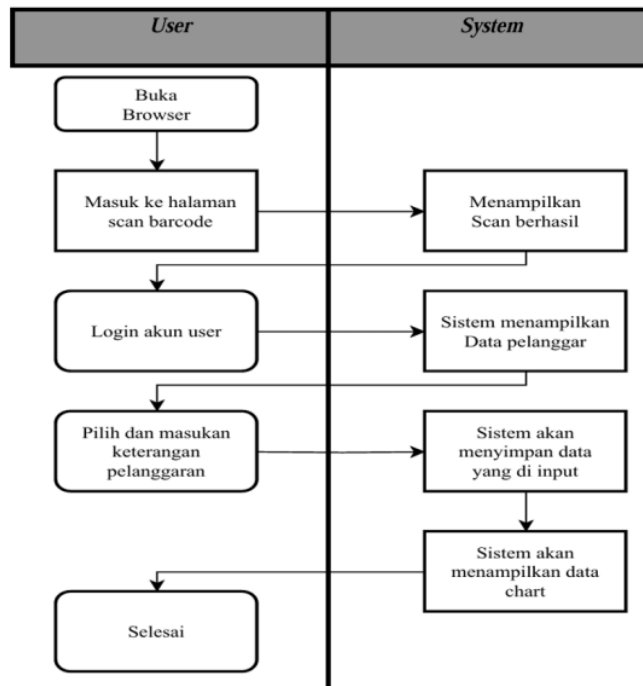 User
System
Buka
Browser
Masuk ke halaman
scan barcode
Menampilkan
Scan berhasil
Login akun user
Sistem menampilkan
Data pelanggar
Pilih dan masukan
keterangan
pelanggaran
Sistem akan
menyimpan data
yang di input
Sistem akan
menampilkan data
chart
Selesai